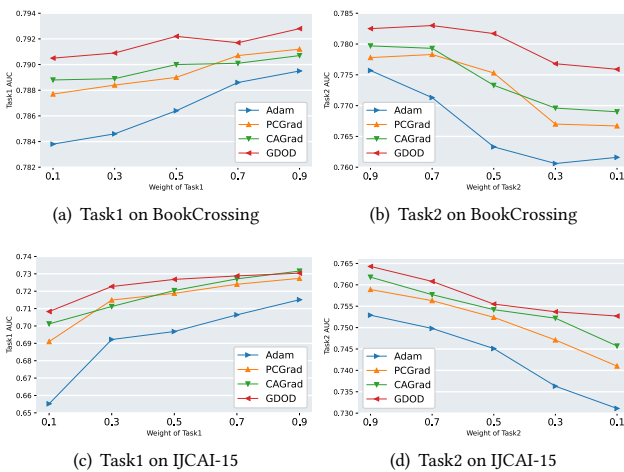 0.794
0.792
0.790
0.788
0.786
0.784
0.782
Task1 AUC
Adam
PCGrad
CAGrad
GDOD
0.1 0.3 0.5 0.7 0.9
Weight of Task1
(a) Task1 on BookCrossing
0.785
0.780
0.775
0.770
0.765
0.760
Task2 AUC
Adam
PCGrad
CAGrad
GDOD
0.9 0.7 0.5 0.3 0.1
Weight of Task2
(b) Task2 on BookCrossing
0.74
0.73
0.72
0.71
0.70
0.69
0.68
0.67
0.66
0.65
Task1 AUC
Adam
PCGrad
CAGrad
GDOD
0.1 0.3 0.5 0.7 0.9
Weight of Task1
(c) Task1 on IJCAI-15
0.765
0.760
0.755
0.750
0.745
0.740
0.735
0.730
Task2 AUC
Adam
PCGrad
CAGrad
GDOD
0.9 0.7 0.5 0.3 0.1
Weight of Task2
(d) Task2 on IJCAI-15